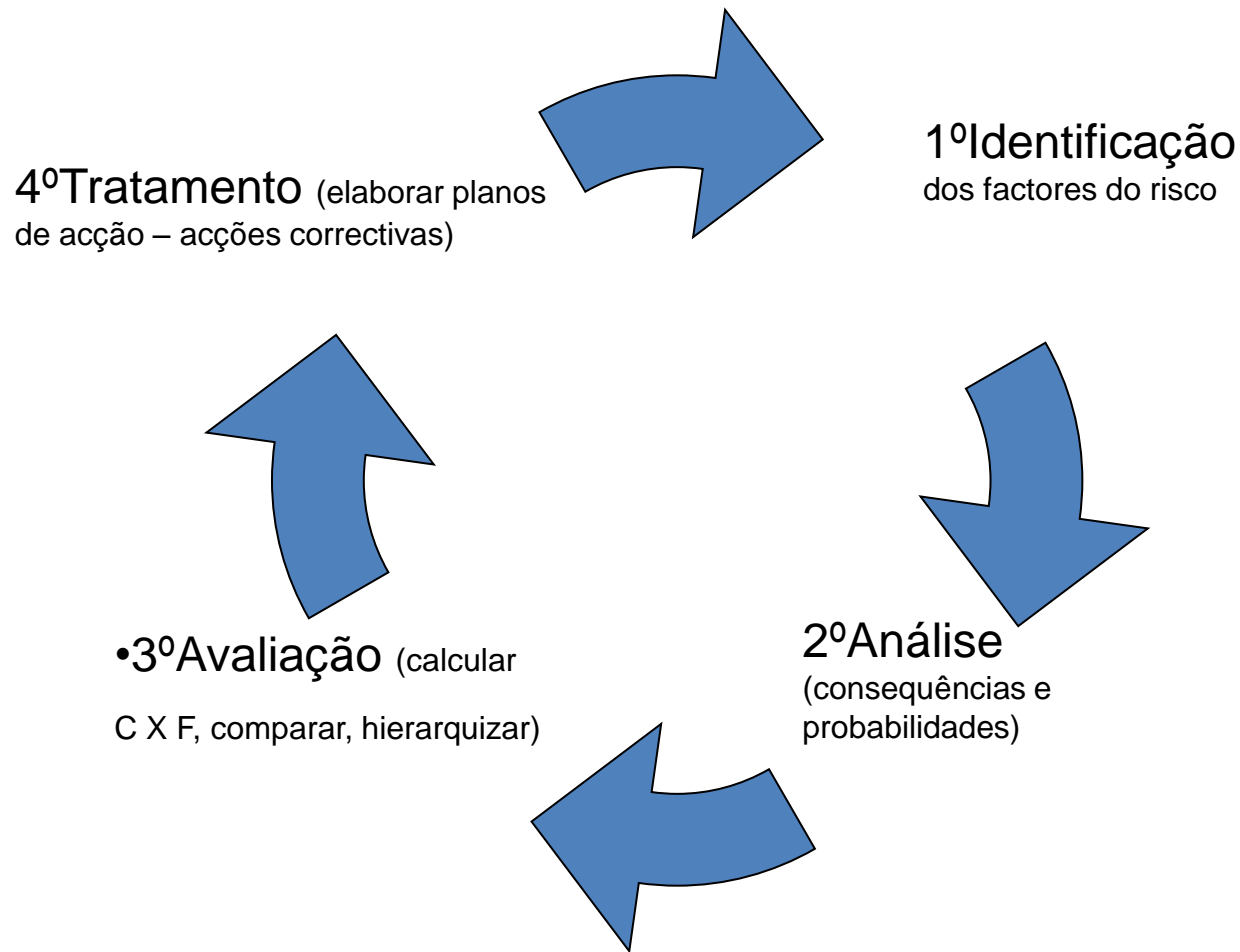 1ºIdentificação
dos factores do risco
2ºAnálise
(consequências e
probabilidades)
•3ºAvaliação (calcular
C X F, comparar, hierarquizar)
4ºTratamento (elaborar planos
de acção – acções correctivas)